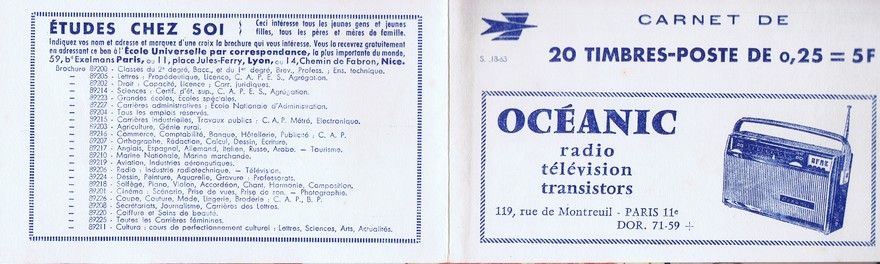 ÉTUDES CHEZ SOI
Ceci intéresse tous les jeunes gens et jeunes
filles, tous les pères et mères de famille.
Indiquez vos nom et adresse et marquez d'une croix la brochure qui vous intéresse. Vous la recevrez gratuitement
en adressant ce bon à l'École Universelle par correspondance, la plus importante du monde,
59, bd Exelmans Paris, ou 11, place Jules-Ferry, Lyon, ou 14, Chemin de Fabron, Nice.
Brochure 89200 - Classes du 2e degré, Bacc., et du 1er degré, Brev., Profess. ; Ens. technique.
— 89205 - Lettres : Propédeutique, Licence, C. A. P. E. S., Agrégation.
— 89202 - Droit : Capacité, Licence ; Carr. juridiques.
— 89214 - Sciences : Certif. d'ét. sup., C. A. P. E. S., Agrégation.
— 89223 - Grandes écoles, Écoles spéciales.
— 89227 - Carrières administratives ; École Nationale d'Administration.
— 89204 - Tous les emplois réservés.
— 89215 - Carrières industrielles, Travaux publics : C. A. P. Métré, Electronique.
— 89203 - Agriculture, Génie rural.
— 89216 - Commerce, Comptabilité, Banque, Hôtellerie, Publicité : C. A. P.
— 89207 - Orthographe, Rédaction, Calcul, Dessin, Écriture.
— 89217 - Anglais, Espagnol, Allemand, Italien, Russe, Arabe. — Tourisme.
— 89210 - Marine Nationale, Marine marchande.
— 89219 - Aviation, Industries aéronautiques.
— 89206 - Radio : Industrie radiotechnique. — Télévision.
— 89224 - Dessin, Peinture, Aquarelle, Gravure ; Professorats.
— 89218 - Solfège, Piano, Violon, Accordéon, Chant, Harmonie, Composition,
— 89201 - Cinéma : Scénario, Prise de vues, Prise de son. — Photographie.
— 89226 - Coupe, Couture, Mode, Lingerie, Broderie : C. A. P., B. P.
— 89208 - Secrétariats, Journalisme, Carrières des Lettres.
— 89220 - Coiffure et Soins de beauté.
— 89225 - Toutes les Carrières féminines.
— 89211 - Cultura : cours de perfectionnement culturel : Lettres, Sciences, Arts, Actualités.
CARNET DE
S. .18-63
20 TIMBRES-POSTE DE 0,25 = 5F
OCÉANIC
radio
télévision
transistors
119, rue de Montreuil - PARIS 11e
DOR. 71-59 +